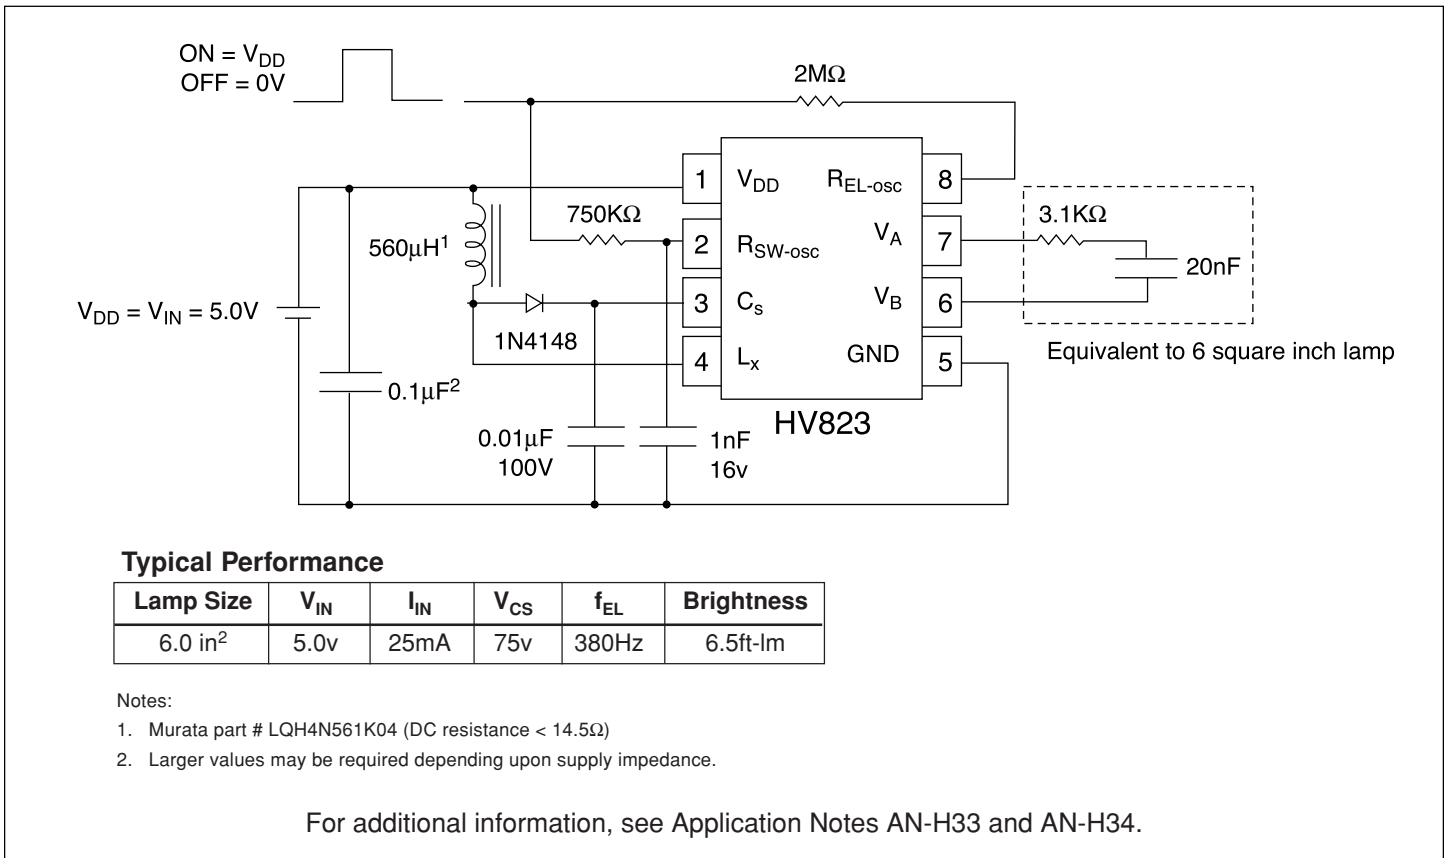 ON = VDD
OFF = 0V
2MΩ
1 VDD REL-osc 8
750KΩ
3.1KΩ
560μH1
2 RSW-osc VA 7
20nF
VDD = VIN = 5.0V
3 Cs VB 6
1N4148
4 Lx GND 5
Equivalent to 6 square inch lamp
0.1μF2
HV823
0.01μF
100V
1nF
16v
Typical Performance
Lamp Size VIN IIN VCS fEL Brightness
6.0 in2 5.0v 25mA 75v 380Hz 6.5ft-lm
Notes:
1. Murata part # LQH4N561K04 (DC resistance < 14.5Ω)
2. Larger values may be required depending upon supply impedance.
For additional information, see Application Notes AN-H33 and AN-H34.